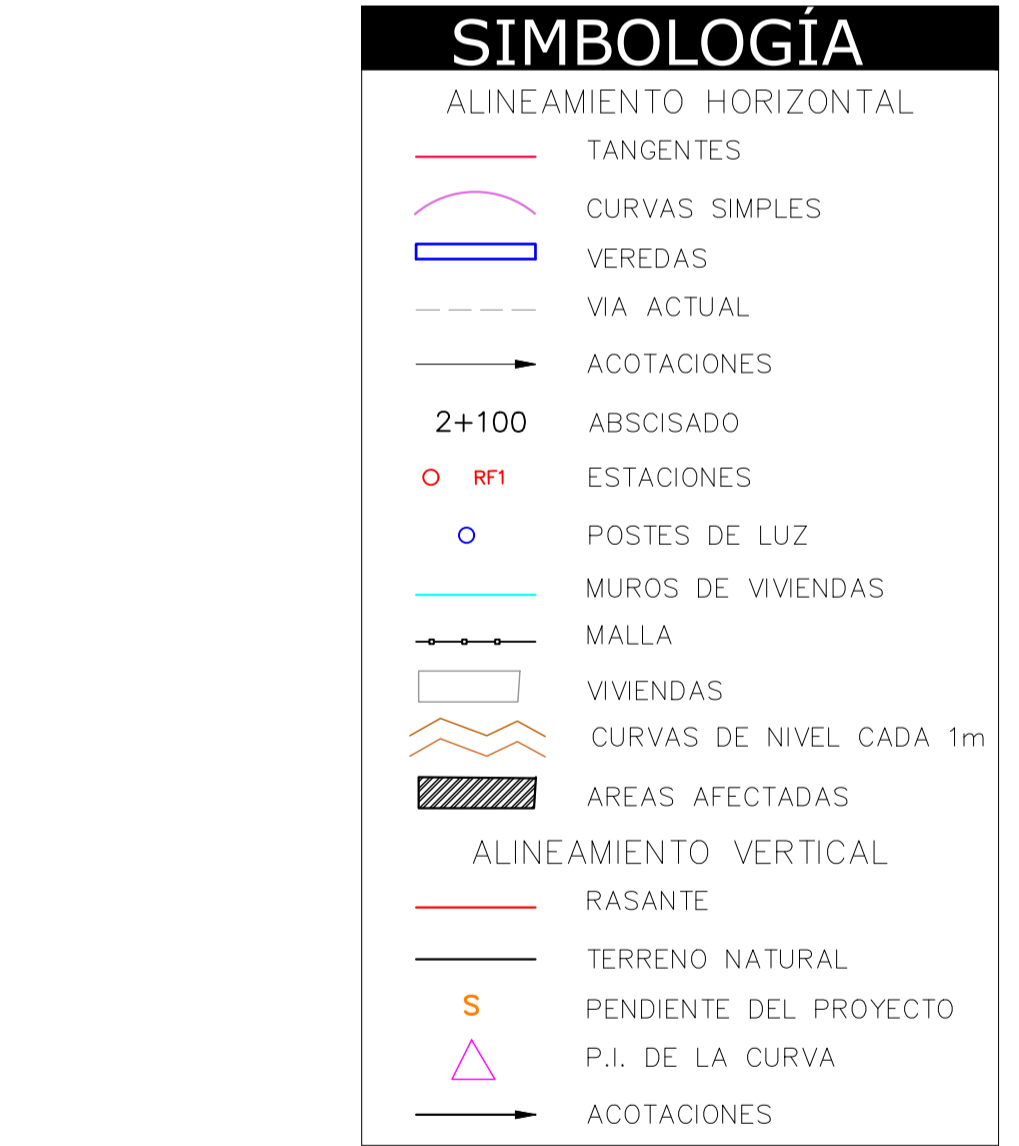 SIMBOLOGÍA
ALINEAMIENTO HORIZONTAL
TANGENTES
CURVAS SIMPLES
VEREDAS
VIA ACTUAL
ACOTACIONES
2+100 ABSCISADO
RF1 ESTACIONES
POSTES DE LUZ
MUROS DE VIVIENDAS
MALLA
VIVIENDAS
CURVAS DE NIVEL CADA 1m
AREAS AFECTADAS
ALINEAMIENTO VERTICAL
RASANTE
TERRENO NATURAL
S PENDIENTE DEL PROYECTO
P.I. DE LA CURVA
ACOTACIONES